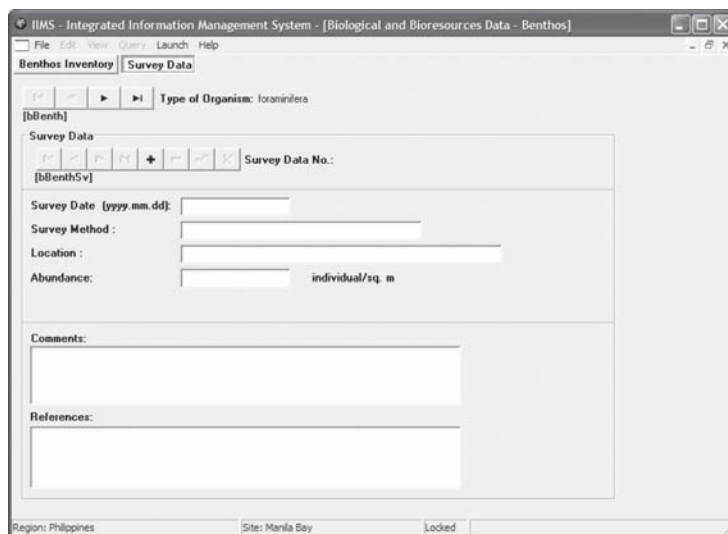 IIMS - Integrated Information Management System - [Biological and Bioresources Data - Benthos]
File Edit View Query Launch Help
Benthos Inventory Survey Data
Type of Organism: foraminifera
[bBenth]
Survey Data
Survey Data No.:
[bBenthSv]
Survey Date (yyyy.mm.dd):
Survey Method :
Location :
Abundance: individual/sq. m
Comments:
References:
Region: Philippines Site: Manila Bay Locked